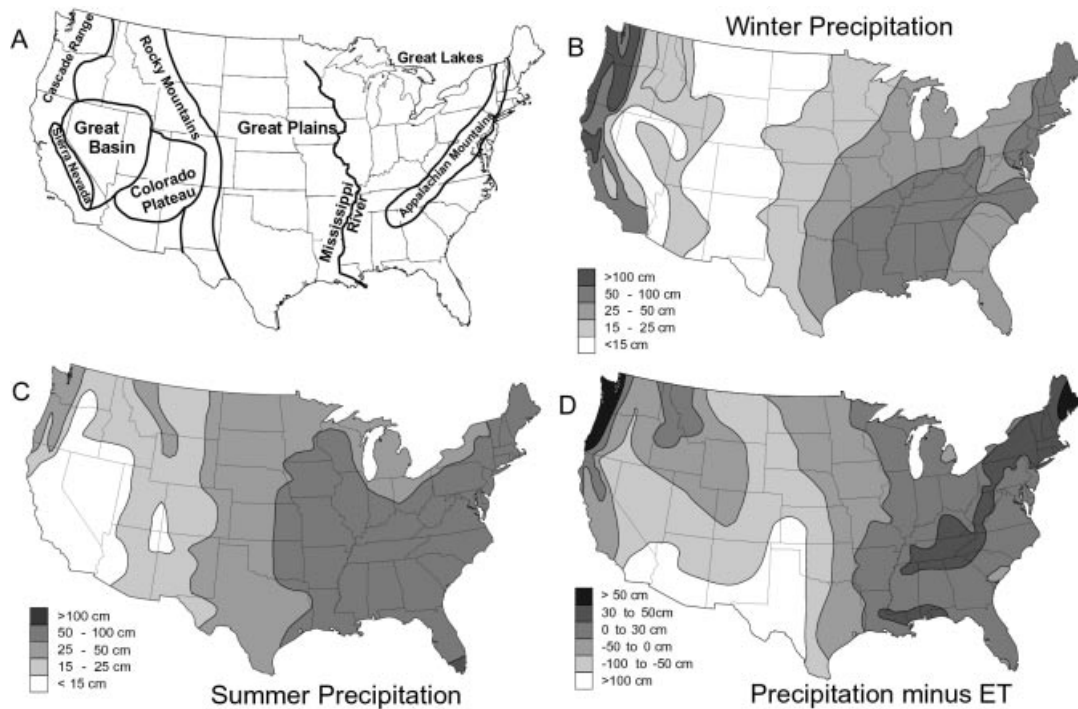 A
Cascade Range
Rocky Mountains
Great Lakes
Great
Basin
Sierra Nevada
Colorado
Plateau
Great Plains
Mississippi
River
Appalachian Mountains
B
Winter Precipitation
>100 cm
50 - 100 cm
25 - 50 cm
15 - 25 cm
<15 cm
C
>100 cm
50 - 100 cm
25 - 50 cm
15 - 25 cm
< 15 cm
Summer Precipitation
D
> 50 cm
30 to 50cm
0 to 30 cm
-50 to 0 cm
-100 to -50cm
>100 cm
Precipitation minus ET